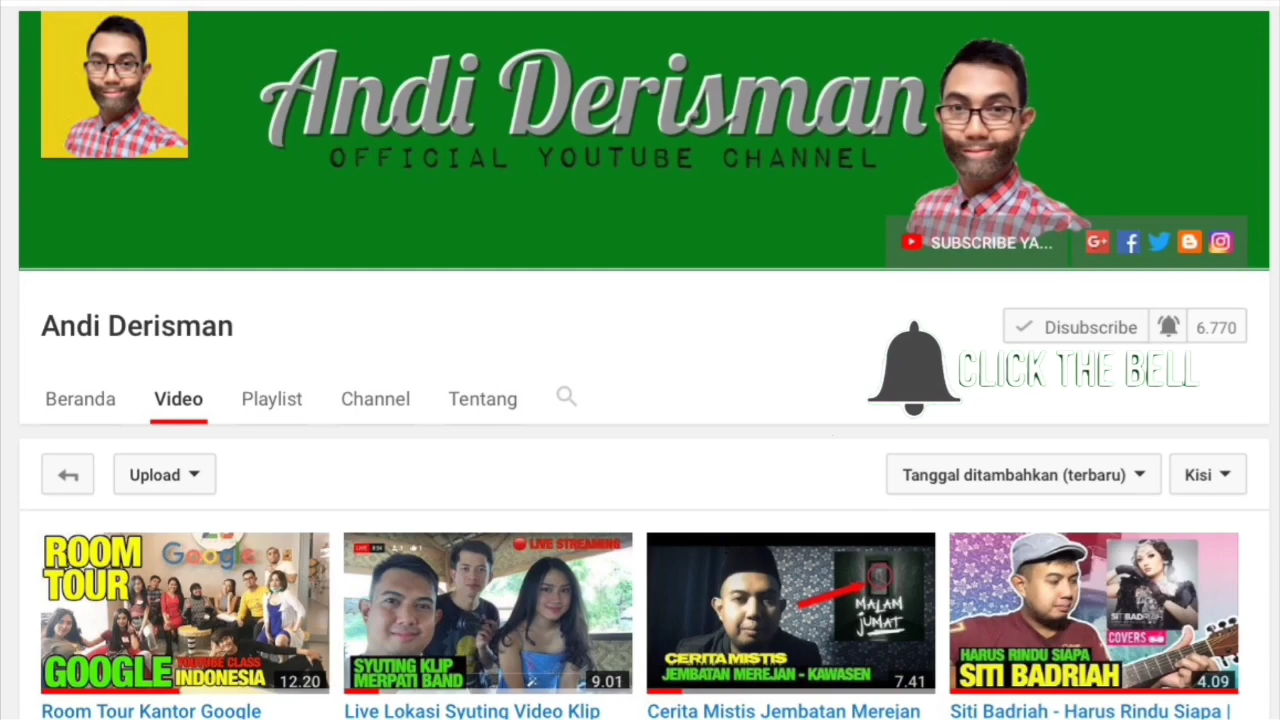 Andi Derisman
OFFICIAL YOUTUBE CHANNEL
SUBSCRIBE YA...
Andi Derisman
Disubscribe 6.770
CLICK THE BELL
Beranda Video Playlist Channel Tentang
Upload
Tanggal ditambahkan (terbaru) Kisi
ROOM
TOUR
Google
GOOGLE
YOUTUBE CLASS
INDONESIA
12.20
LIVE
LIVE STREAMING
SYUTING KLIP
MERPATI BAND
9.01
MALAM
JUMAT
CERITA MISTIS
JEMBATAN MEREJAN - KAWASEN
7.41
SITI BADRIAH
COVERS
HARUS RINDU SIAPA
SITI BADRIAH
4.09
Room Tour Kantor Google
Live Lokasi Syuting Video Klip
Cerita Mistis Jembatan Merejan
Siti Badriah - Harus Rindu Siapa |